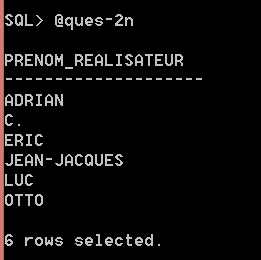 SQL> @ques-2n
PRENOM_REALISATEUR
--------------------
ADRIAN
C.
ERIC
JEAN-JACQUES
LUC
OTTO
6 rows selected.